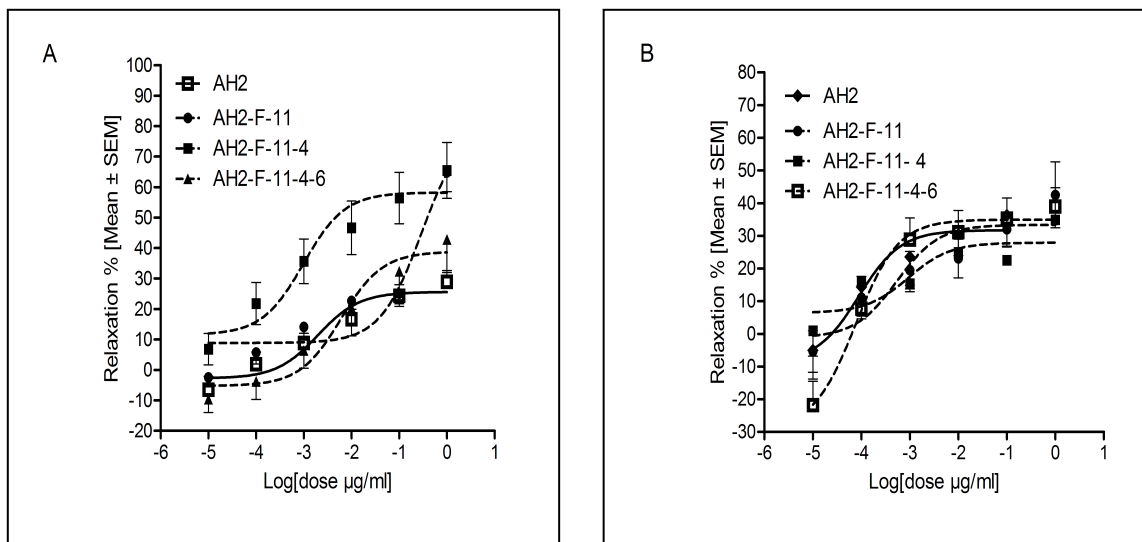 A
Relaxation % [Mean ± SEM]
100
90
80
70
60
50
40
30
20
10
0
-10
-20
AH2
AH2-F-11
AH2-F-11-4
AH2-F-11-4-6
-6 -5 -4 -3 -2 -1 0 1
Log[dose µg/ml]
B
Relaxation % [Mean ± SEM]
80
70
60
50
40
30
20
10
0
-10
-20
-30
AH2
AH2-F-11
AH2-F-11- 4
AH2-F-11-4-6
-6 -5 -4 -3 -2 -1 0 1
Log[dose µg/ml]